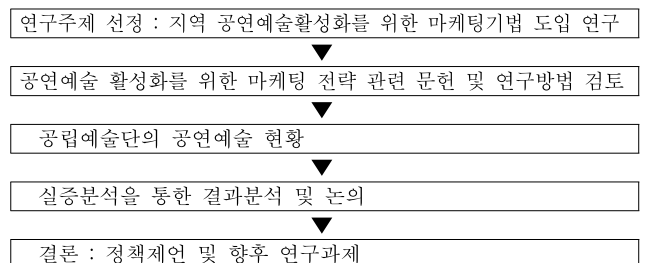 연구주제 선정 : 지역 공연예술활성화를 위한 마케팅기법 도입 연구
공연예술 활성화를 위한 마케팅 전략 관련 문헌 및 연구방법 검토
공립예술단의 공연예술 현황
실증분석을 통한 결과분석 및 논의
결론 : 정책제언 및 향후 연구과제